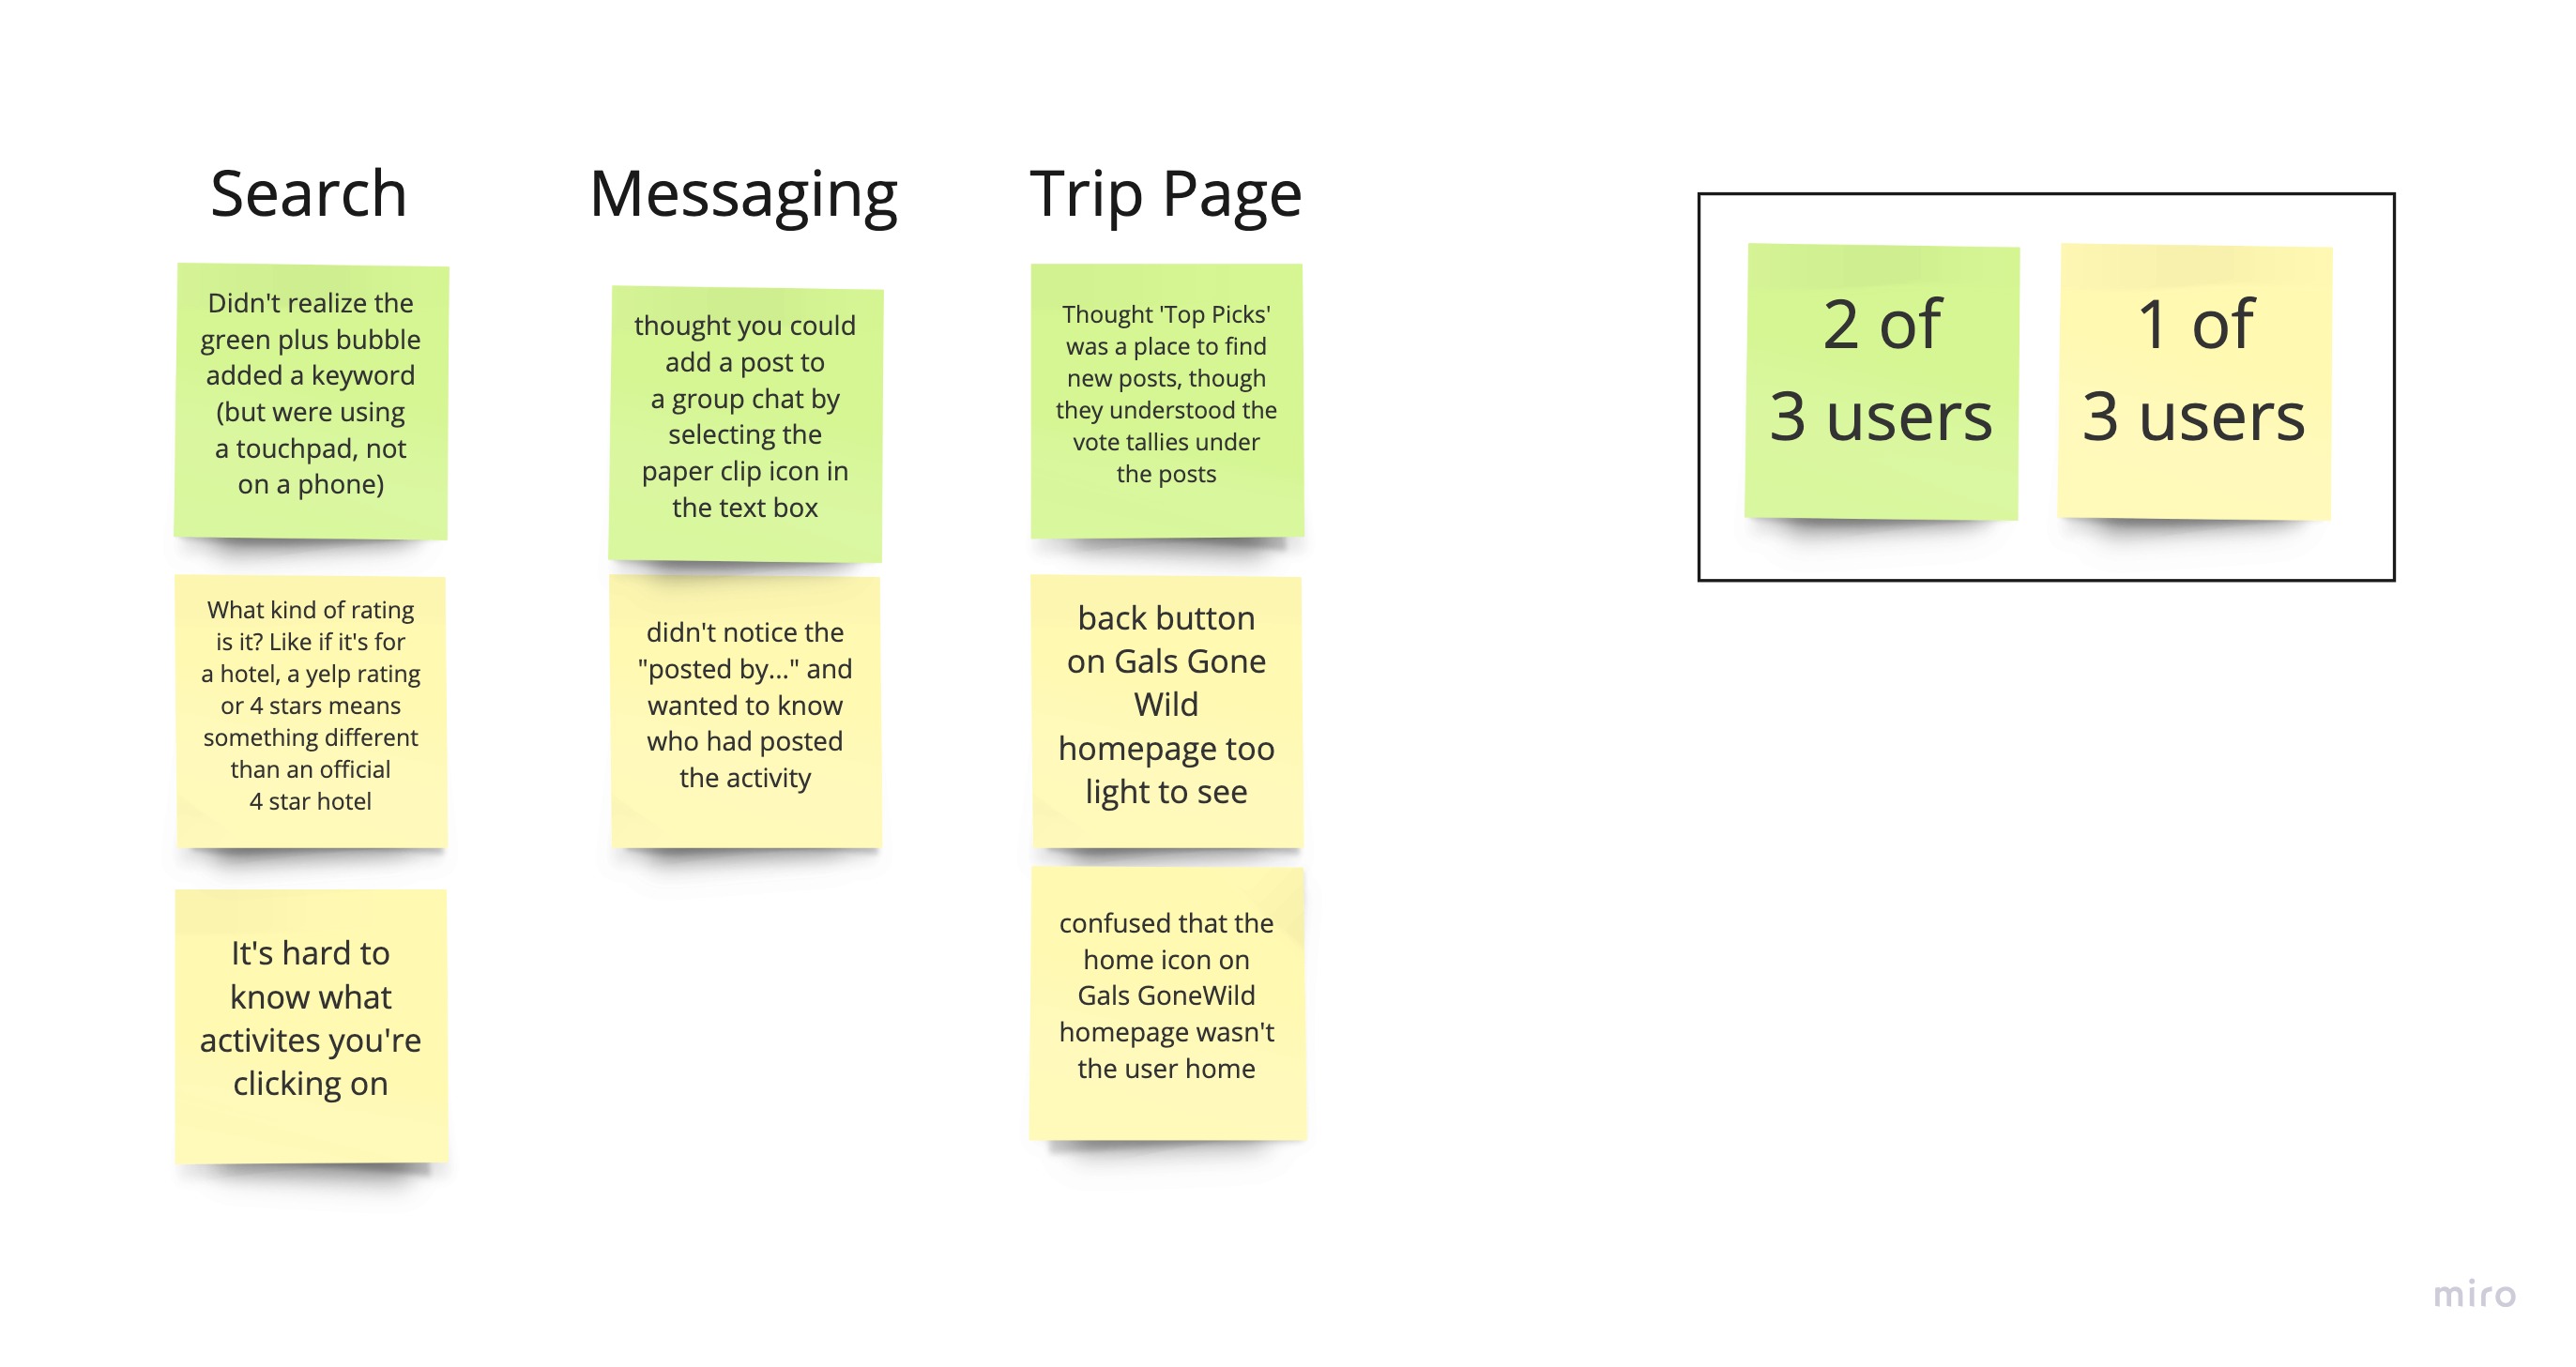 Search
Didn't realize the
green plus bubble
added a keyword
(but were using
a touchpad, not
on a phone)
What kind of rating
is it? Like if it's for
a hotel, a yelp rating
or 4 stars means
something different
than an official
4 star hotel
It's hard to
know what
activites you're
clicking on
Messaging
thought you could
add a post to
a group chat by
selecting the
paper clip icon in
the text box
didn't notice the
"posted by..." and
wanted to know
who had posted
the activity
Trip Page
Thought 'Top Picks'
was a place to find
new posts, though
they understood the
vote tallies under
the posts
back button
on Gals Gone
Wild
homepage too
light to see
confused that the
home icon on
Gals GoneWild
homepage wasn't
the user home
2 of
3 users
1 of
3 users
miro